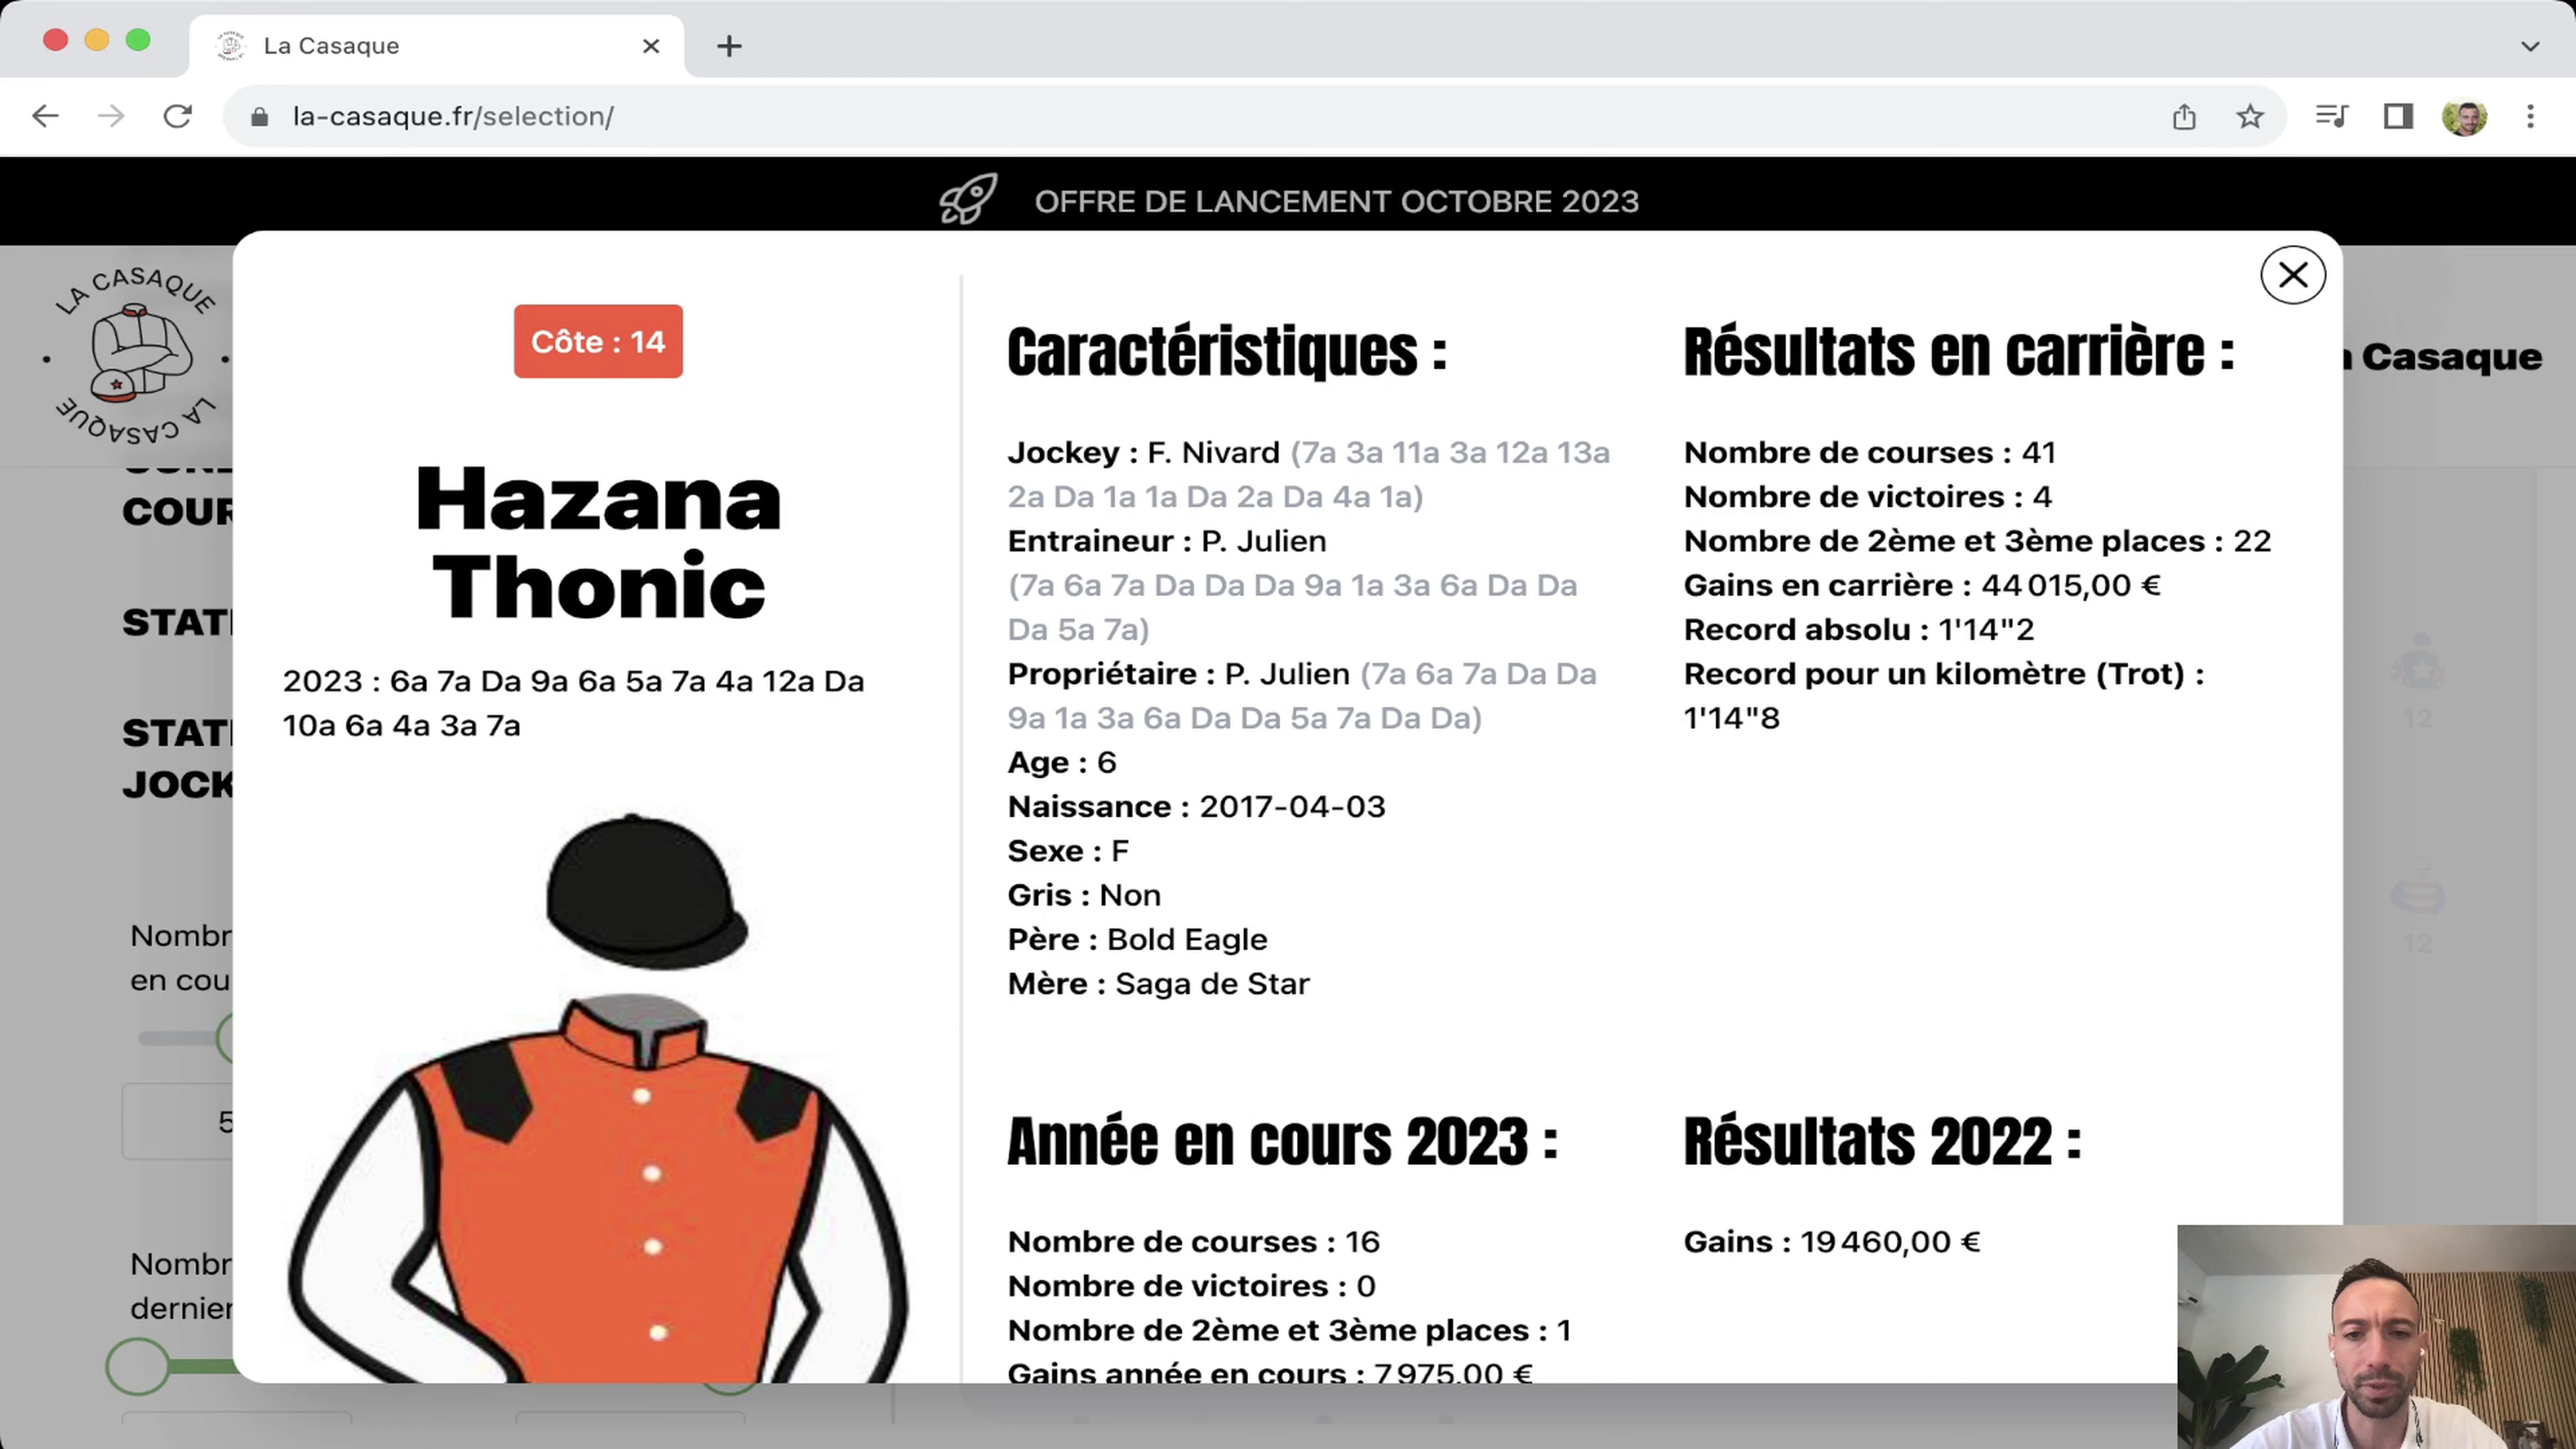 La Casaque
la-casaque.fr/selection/
OFFRE DE LANCEMENT OCTOBRE 2023
LA CASAQUE
LA CASAQUE
Casaque
COUR
STATI
STATI
JOCK
Nombr
en cou
5
Nombr
dernier
Côte : 14
Hazana
Thonic
2023 : 6a 7a Da 9a 6a 5a 7a 4a 12a Da
10a 6a 4a 3a 7a
Caractéristiques :
Jockey : F. Nivard (7a 3a 11a 3a 12a 13a
2a Da 1a 1a Da 2a Da 4a 1a)
Entraineur : P. Julien
(7a 6a 7a Da Da Da 9a 1a 3a 6a Da Da
Da 5a 7a)
Propriétaire : P. Julien (7a 6a 7a Da Da
9a 1a 3a 6a Da Da 5a 7a Da Da)
Age : 6
Naissance : 2017-04-03
Sexe : F
Gris : Non
Père : Bold Eagle
Mère : Saga de Star
Résultats en carrière :
Nombre de courses : 41
Nombre de victoires : 4
Nombre de 2ème et 3ème places : 22
Gains en carrière : 44 015,00 €
Record absolu : 1'14"2
Record pour un kilomètre (Trot) :
1'14"8
Année en cours 2023 :
Nombre de courses : 16
Nombre de victoires : 0
Nombre de 2ème et 3ème places : 1
Gains année en cours : 7 975,00 €
Résultats 2022 :
Gains : 19 460,00 €
12
12